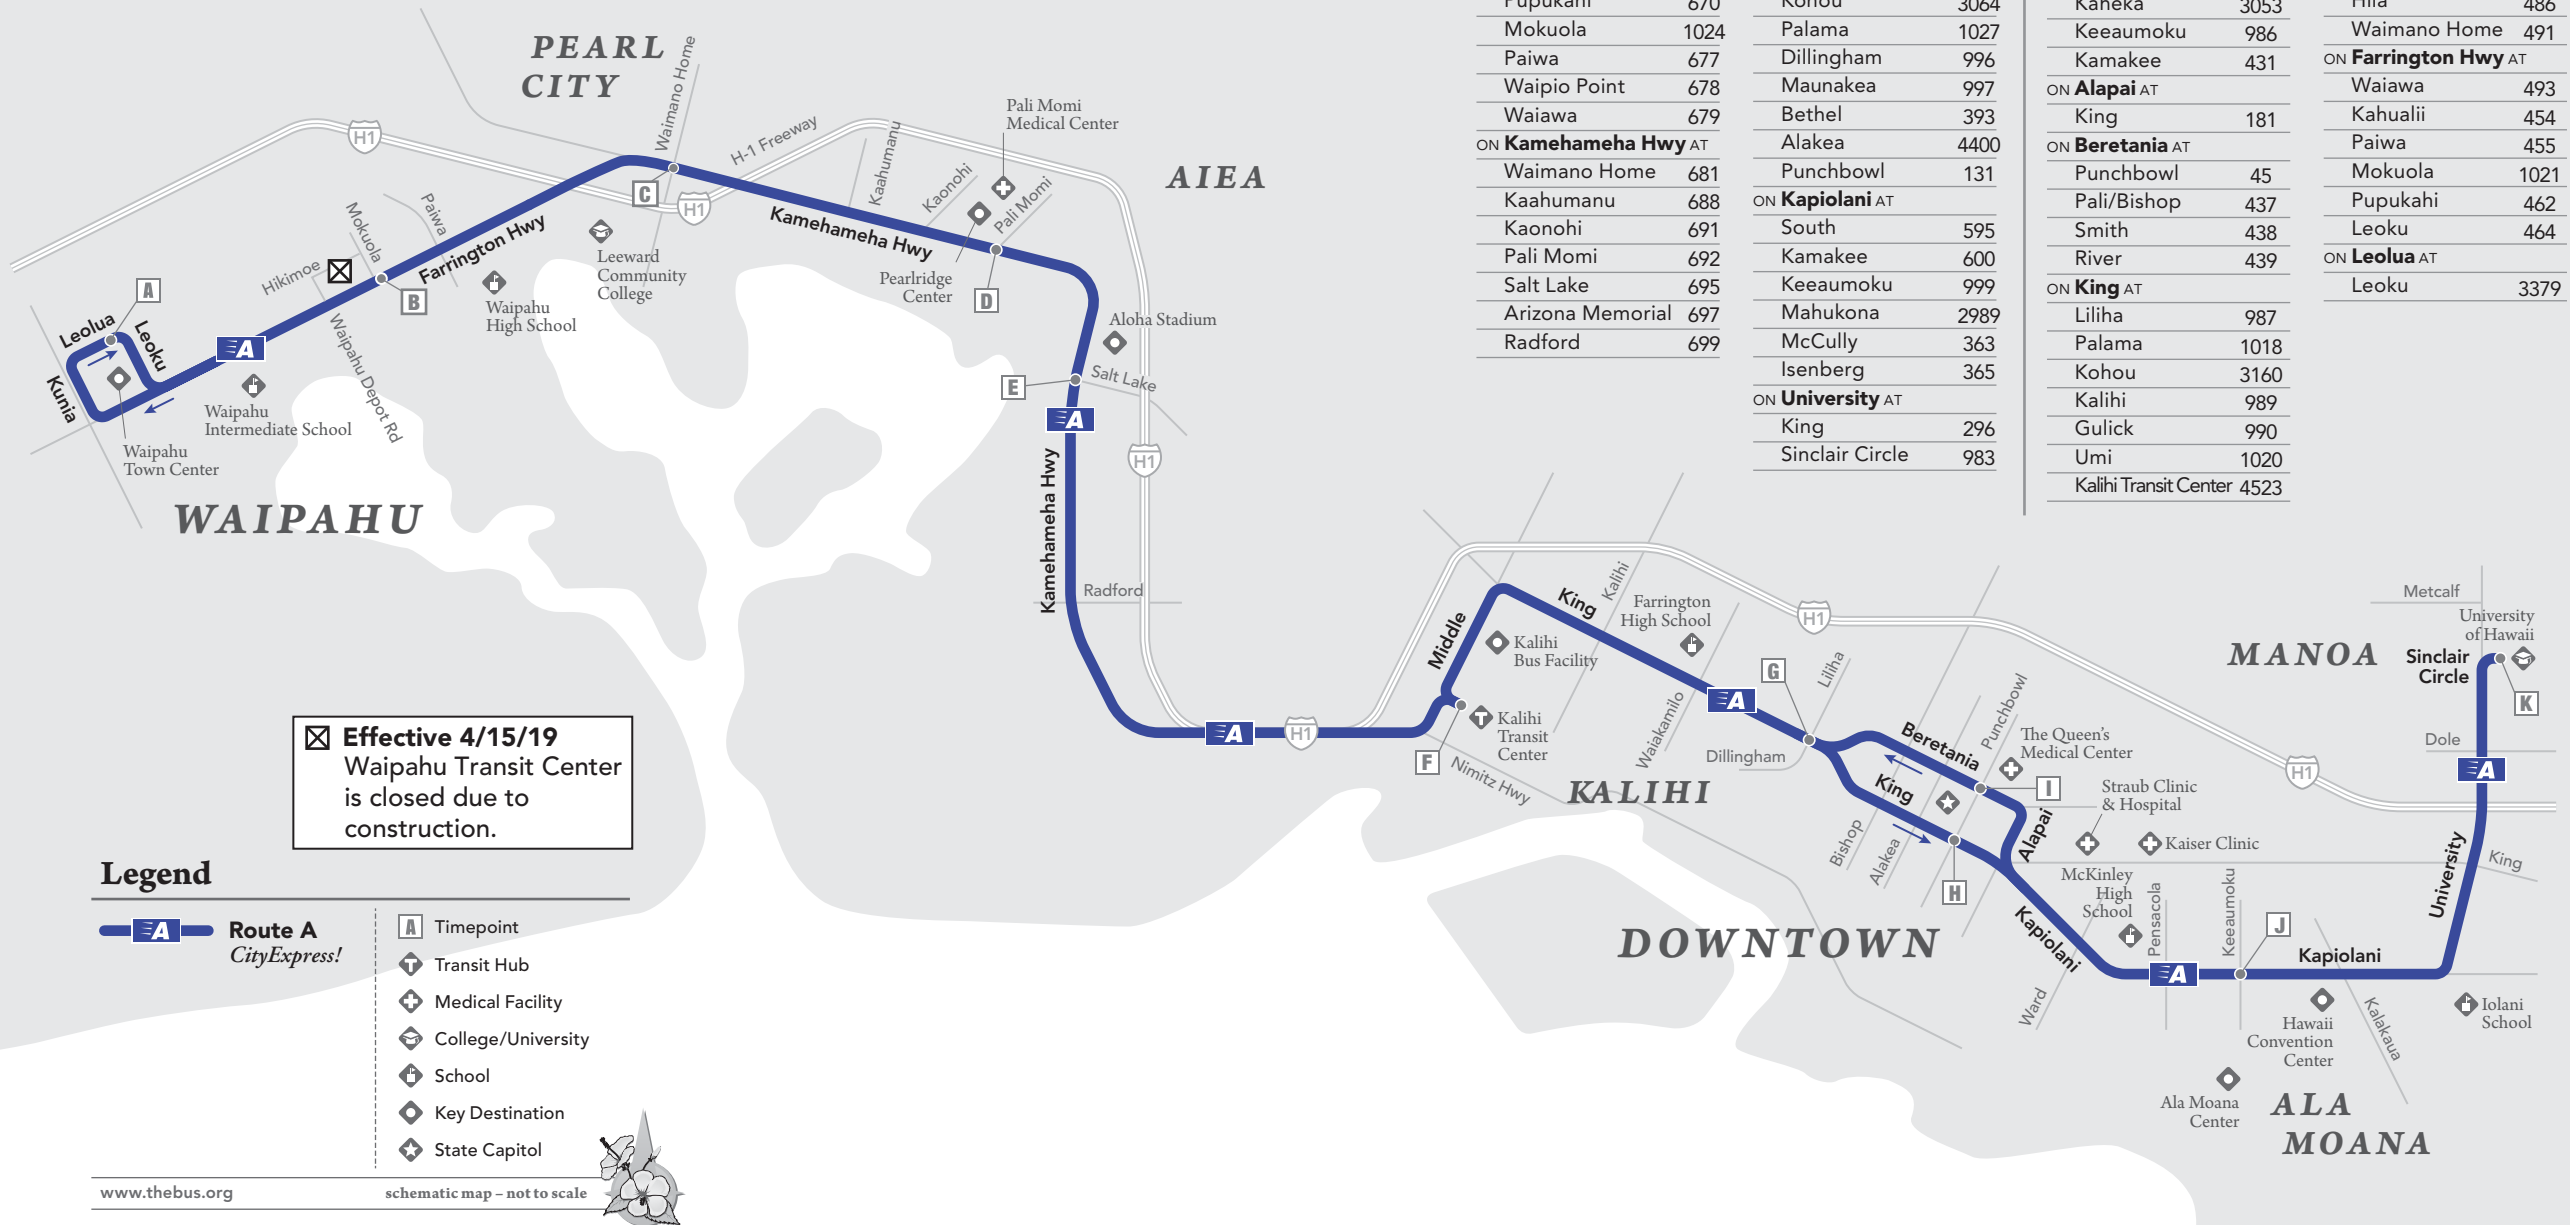 PEARL
CITY
Waimano Home
H1
H-1 Freeway
Kaahumanu
Pali Momi
Medical Center
AIEA
C
H1
Kaonohi
Pali Momi
Mokuola
Paiwa
Farrington Hwy
Kamehameha Hwy
Leeward
Community
College
Pearlridge
Center
D
Hikimoe
A
B
Waipahu
High School
Leolua
Leoku
A
Kunia
Waipahu Depot Rd
Waipahu
Intermediate School
Waipahu
Town Center
WAIPAHU
Aloha Stadium
Salt Lake
E
A
H1
Kamehameha Hwy
Radford
A
H1
Pupukahi 670
Mokuola 1024
Paiwa 677
Waipio Point 678
Waiawa 679
ON Kamehameha Hwy AT
Waimano Home 681
Kaahumanu 688
Kaonohi 691
Pali Momi 692
Salt Lake 695
Arizona Memorial 697
Radford 699
Kohou 3064
Palama 1027
Dillingham 996
Maunakea 997
Bethel 393
Alakea 4400
Punchbowl 131
ON Kapiolani AT
South 595
Kamakee 600
Keeaumoku 999
Mahukona 2989
McCully 363
Isenberg 365
ON University AT
King 296
Sinclair Circle 983
Kaheka 3053
Keeaumoku 986
Kamakee 431
ON Alapai AT
King 181
ON Beretania AT
Punchbowl 45
Pali/Bishop 437
Smith 438
River 439
ON King AT
Liliha 987
Palama 1018
Kohou 3160
Kalihi 989
Gulick 990
Umi 1020
Kalihi Transit Center 4523
486
Waimano Home 491
ON Farrington Hwy AT
Waiawa 493
Kahualii 454
Paiwa 455
Mokuola 1021
Pupukahi 462
Leoku 464
ON Leolua AT
Leoku 3379
Middle
King
Kalihi
Kalihi
Bus Facility
Farrington
High School
H1
F
Kalihi
Transit
Center
Nimitz Hwy
Waiakamilo
A
G
Liliha
Dillingham
KALIHI
Beretania
Punchbowl
The Queen's
Medical Center
King
I
Straub Clinic
& Hospital
Bishop
Alakea
Alapai
Kaiser Clinic
H
DOWNTOWN
McKinley
High
School
Pensacola
Keeaumoku
J
Kapiolani
Kapiolani
A
Ward
Hawaii
Convention
Center
Kalakaua
Iolani
School
Ala Moana
Center
ALA
MOANA
MANOA
Metcalf
University
of Hawaii
Sinclair
Circle
K
Dole
A
H1
University
King
Effective 4/15/19
Waipahu Transit Center
is closed due to
construction.
Legend
A
Route A
CityExpress!
A Timepoint
Transit Hub
Medical Facility
College/University
School
Key Destination
State Capitol
www.thebus.org
schematic map – not to scale